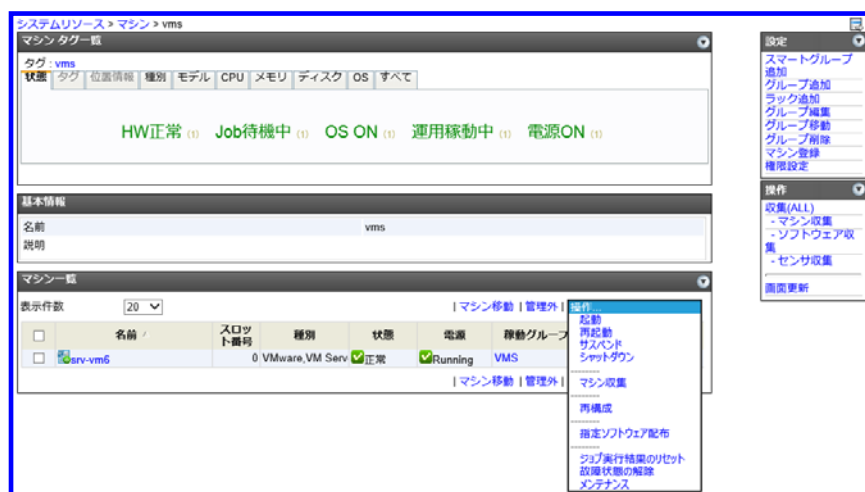 システムリソース > マシン > vms
マシン タグ一覧
タグ : vms
状態 タグ 位置情報 種別 モデル CPU メモリ ディスク OS すべて
HW正常 (1) Job待機中 (1) OS ON (1) 運用稼動中 (1) 電源ON (1)
基本情報
名前 vms
説明
マシン一覧
表示件数 20 | マシン移動 | 管理外 | 操作...
名前 スロット番号 種別 状態 電源 稼動グループ
srv-vm6 0 VMware,VM Serv 正常 Running VMS
| マシン移動 | 管理外 |
起動
再起動
サスペンド
シャットダウン
----------
マシン収集
----------
再構成
----------
指定ソフトウェア配布
----------
ジョブ実行結果のリセット
故障状態の解除
メンテナンス
設定
スマートグループ
追加
グループ追加
ラック追加
グループ編集
グループ移動
グループ削除
マシン登録
権限設定
操作
収集(ALL)
- マシン収集
- ソフトウェア収
集
- センサ収集
画面更新